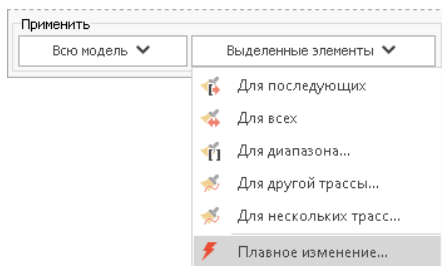 Применить
Всю модель
Выделенные элементы
Для последующих
Для всех
Для диапазона...
Для другой трассы...
Для нескольких трасс...
Плавное изменение...